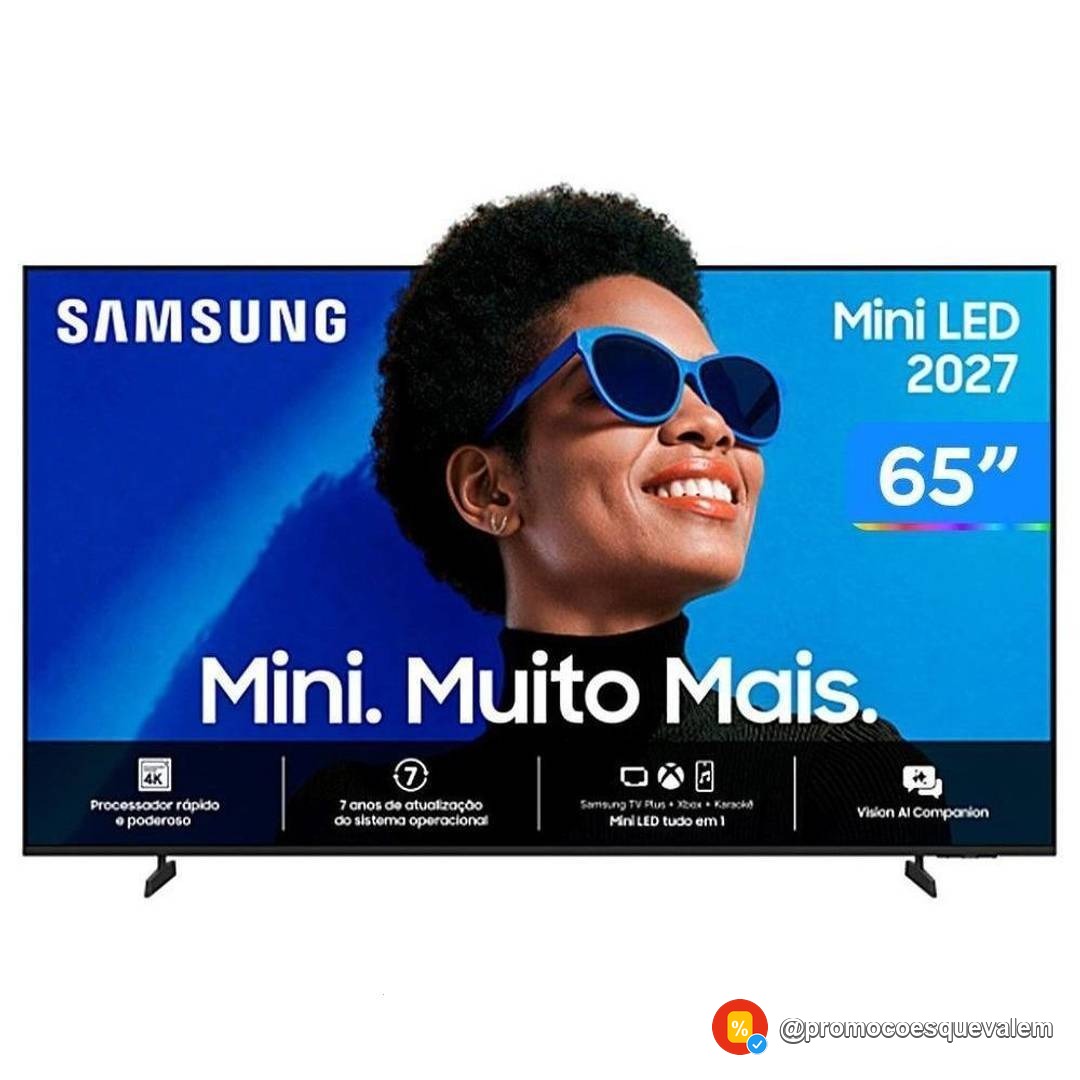 SAMSUNG
Mini LED
2027
65”
Mini. Muito Mais.
4K
Processador rápido
e poderoso
7
7 anos de atualização
do sistema operacional
Samsung TV Plus + Xbox + Karaokê
Mini LED tudo em 1
Vision AI Companion
%
@promocoesquevalem